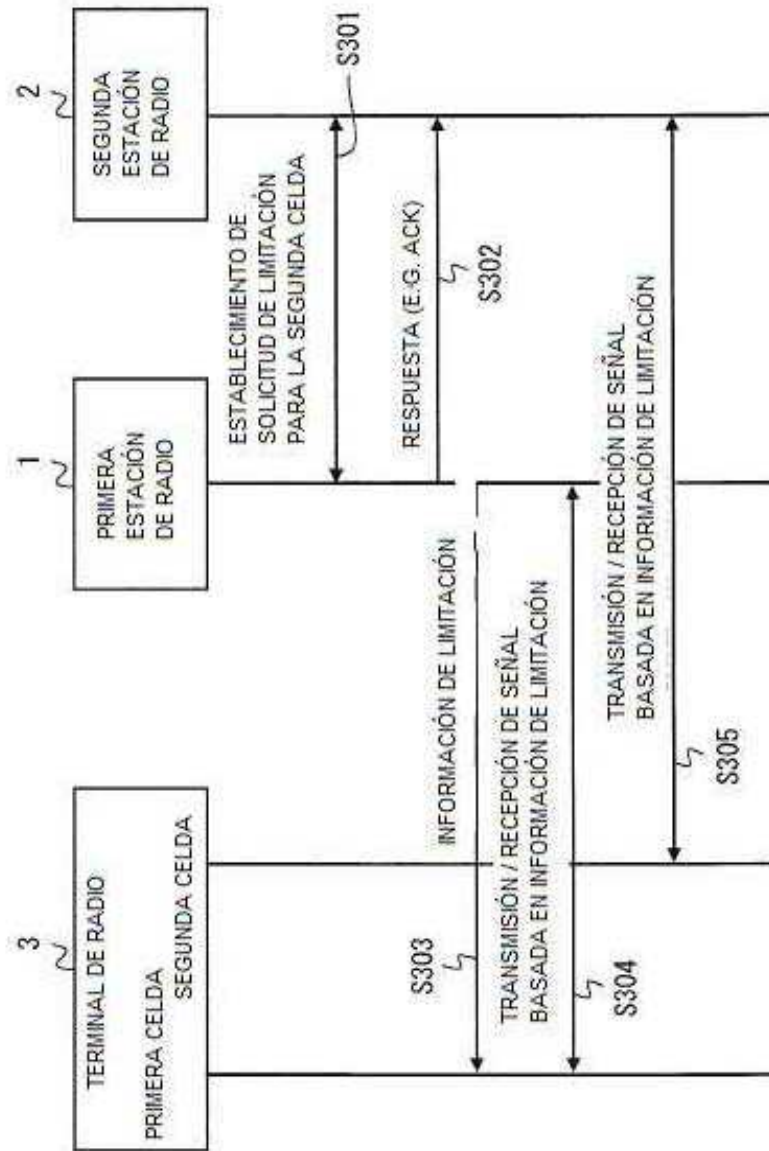 3
TERMINAL DE RADIO
PRIMERA CELDA
SEGUNDA CELDA
1
PRIMERA
ESTACIÓN
DE RADIO
2
SEGUNDA
ESTACIÓN
DE RADIO
ESTABLECIMIENTO DE
SOLICITUD DE LIMITACIÓN
PARA LA SEGUNDA CELDA
S301
RESPUESTA (E.G. ACK)
S302
INFORMACIÓN DE LIMITACIÓN
S303
TRANSMISIÓN / RECEPCIÓN DE SEÑAL
BASADA EN INFORMACIÓN DE LIMITACIÓN
S304
TRANSMISIÓN / RECEPCIÓN DE SEÑAL
BASADA EN INFORMACIÓN DE LIMITACIÓN
S305